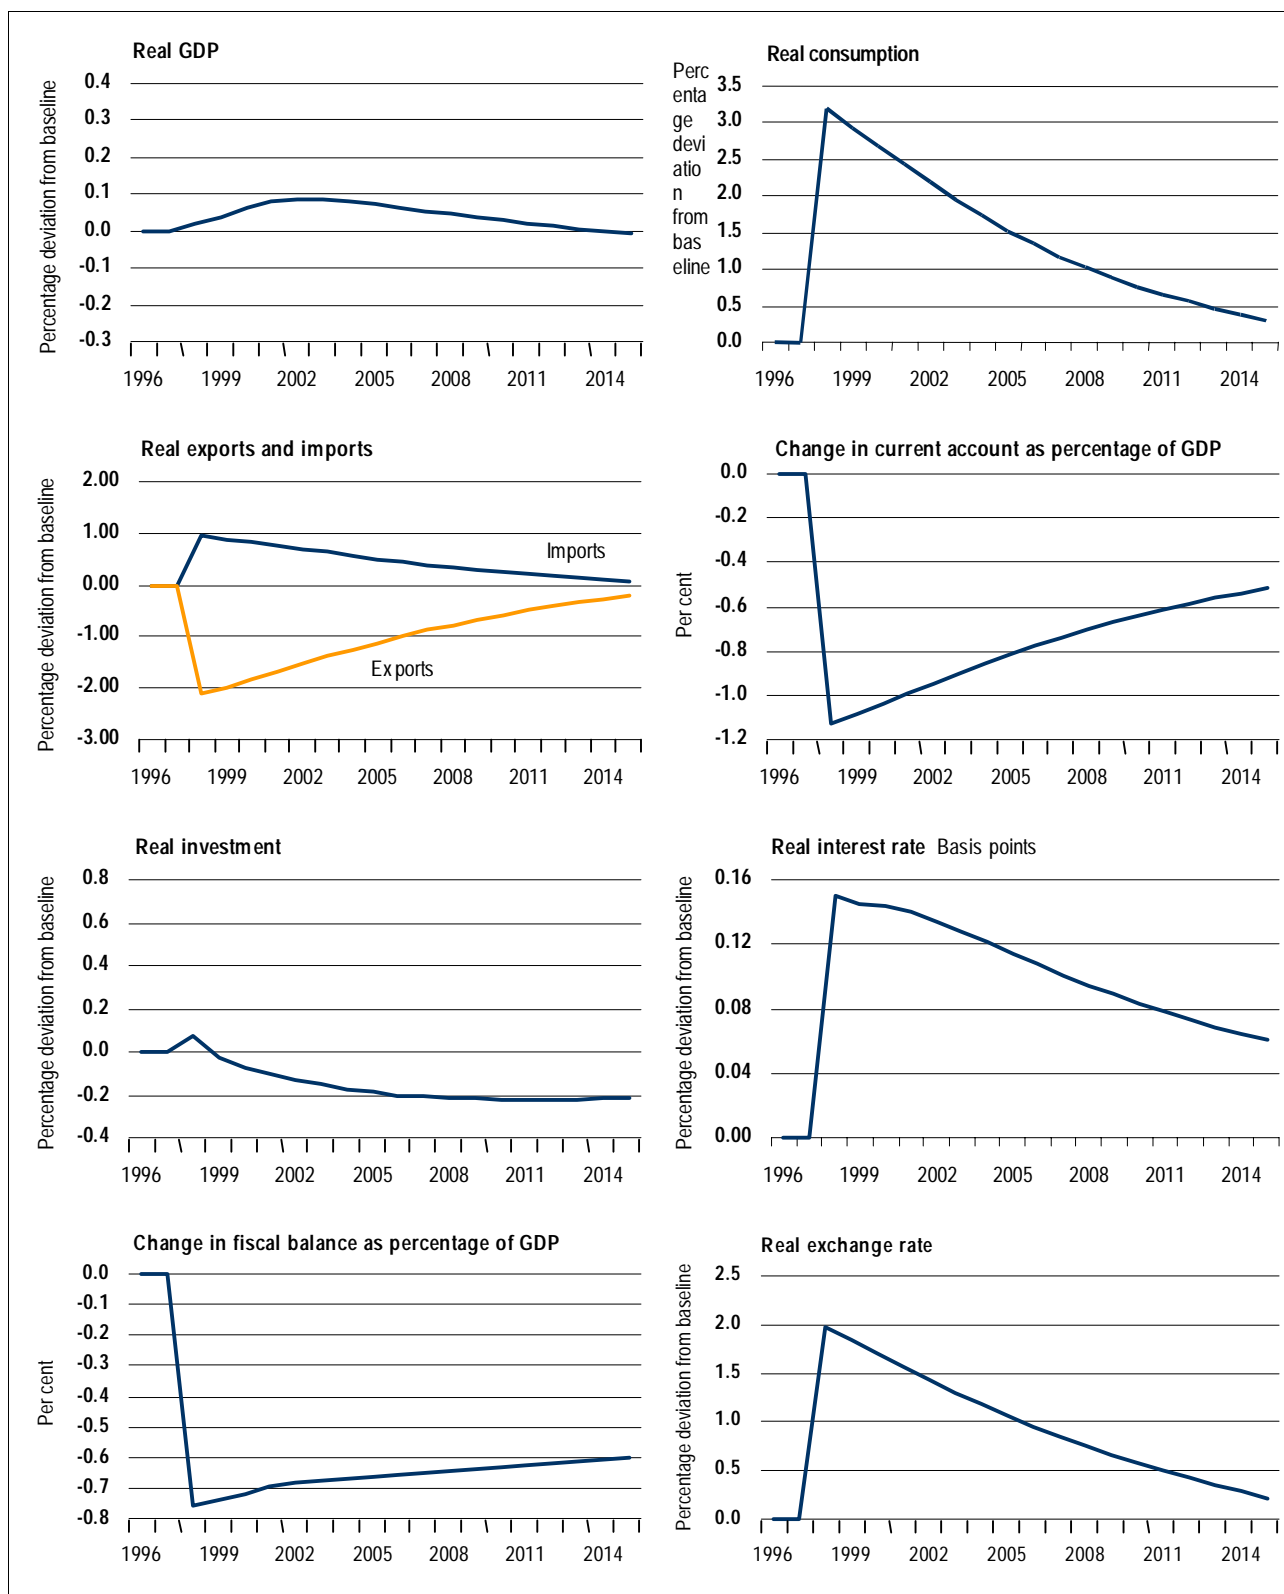 Real GDP
Percentage deviation from baseline
0.4
0.3
0.2
0.1
0.0
-0.1
-0.2
-0.3
1996 1999 2002 2005 2008 2011 2014
Real consumption
Perc
enta
ge
devi
atio
n
from
bas
eline
3.5
3.0
2.5
2.0
1.5
1.0
0.5
0.0
1996 1999 2002 2005 2008 2011 2014
Real exports and imports
Percentage deviation from baseline
2.00
1.00
0.00
-1.00
-2.00
-3.00
Imports
Exports
1996 1999 2002 2005 2008 2011 2014
Change in current account as percentage of GDP
Per cent
0.0
-0.2
-0.4
-0.6
-0.8
-1.0
-1.2
1996 1999 2002 2005 2008 2011 2014
Real investment
Percentage deviation from baseline
0.8
0.6
0.4
0.2
0.0
-0.2
-0.4
1996 1999 2002 2005 2008 2011 2014
Real interest rate Basis points
Percentage deviation from baseline
0.16
0.12
0.08
0.04
0.00
1996 1999 2002 2005 2008 2011 2014
Change in fiscal balance as percentage of GDP
Per cent
0.0
-0.1
-0.2
-0.3
-0.4
-0.5
-0.6
-0.7
-0.8
1996 1999 2002 2005 2008 2011 2014
Real exchange rate
Percentage deviation from baseline
2.5
2.0
1.5
1.0
0.5
0.0
1996 1999 2002 2005 2008 2011 2014